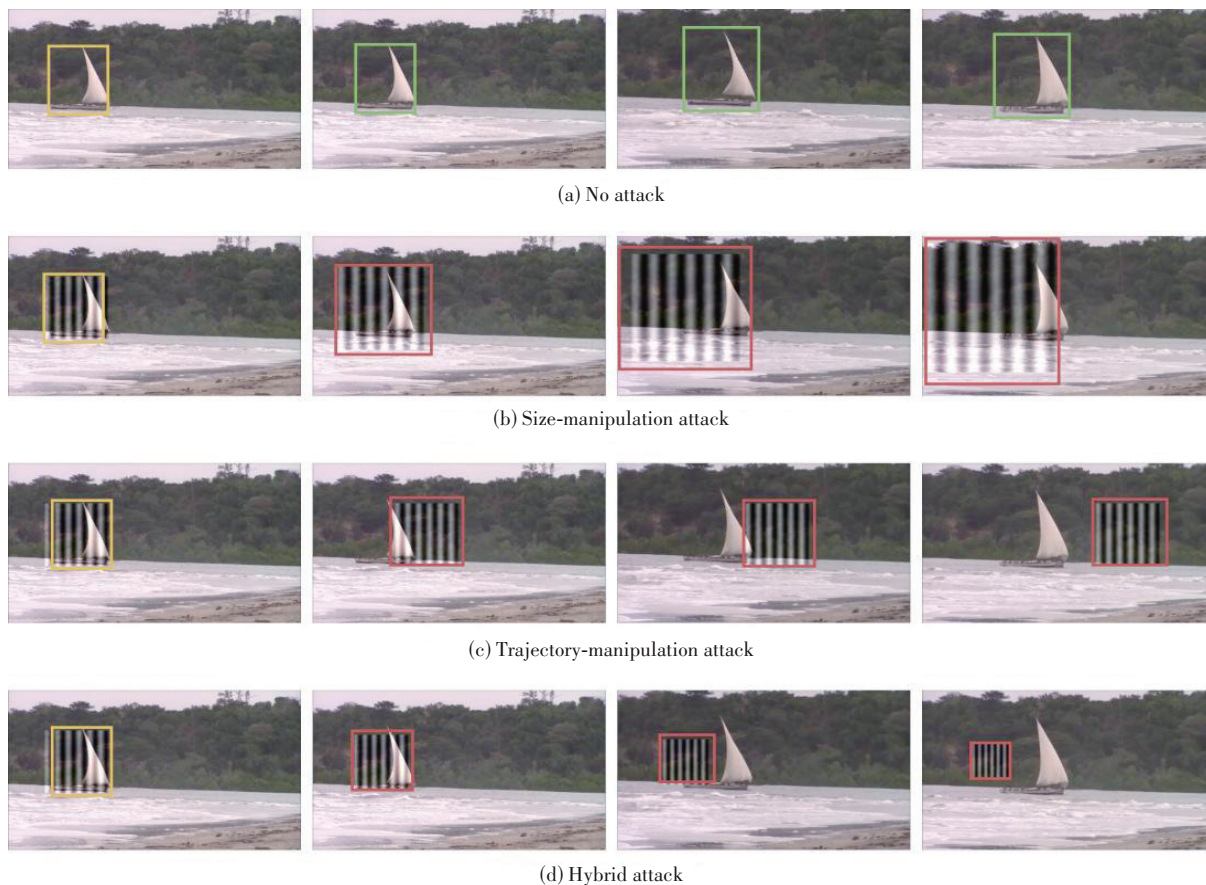 (a) No attack
(b) Size-manipulation attack
(c) Trajectory-manipulation attack
(d) Hybrid attack